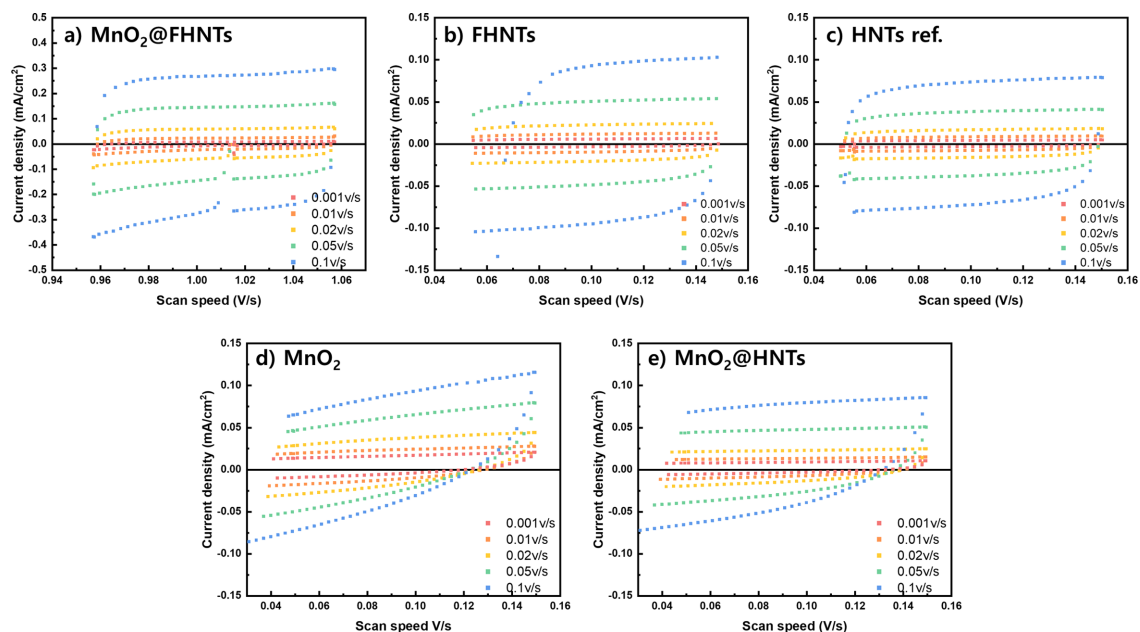 a) MnO2@FHNTs
Current density (mA/cm2)
0.5
0.4
0.3
0.2
0.1
0.0
-0.1
-0.2
-0.3
0.4
0.5
0.94
0.96
0.98
1.00
1.02
1.04
1.06
Scan speed (V/s)
0.001v/s
0.01v/s
0.02v/s
0.05v/s
0.1v/s
b) FHNTs
Current density (mA/cm2)
0.15
0.10
0.05
0.00
-0.05
-0.10
-0.15
0.04
0.06
0.08
0.10
0.12
0.14
0.16
Scan speed (V/s)
0.001v/s
0.01v/s
0.02v/s
0.05v/s
0.1v/s
c) HNTs ref.
Current density (mA/cm2)
0.15
0.10
0.05
0.00
-0.05
-0.10
0.15
0.04
0.06
0.08
0.10
0.12
0.14
0.16
Scan speed (V/s)
0.001v/s
0.01v/s
0.02v/s
0.05v/s
0.1v/s
d) MnO2
Current density (mA/cm2)
0.15
0.10
0.05
0.00
-0.05
-0.10
-0.15
0.04
0.06
0.08
0.10
0.12
0.14
0.16
Scan speed V/s)
0.001v/s
0.01v/s
0.02v/s
0.05v/s
0.1v/s
e) MnO2@HNTs
Current density (mA/cm2)
0.15
0.10
0.05
0.00
-0.05
-0.10
-0.15
0.04
0.06
0.08
0.10
0.12
0.14
0.16
Scan speed (V/s)
0.001v/s
0.01v/s
0.02v/s
0.05v/s
0.1v/s